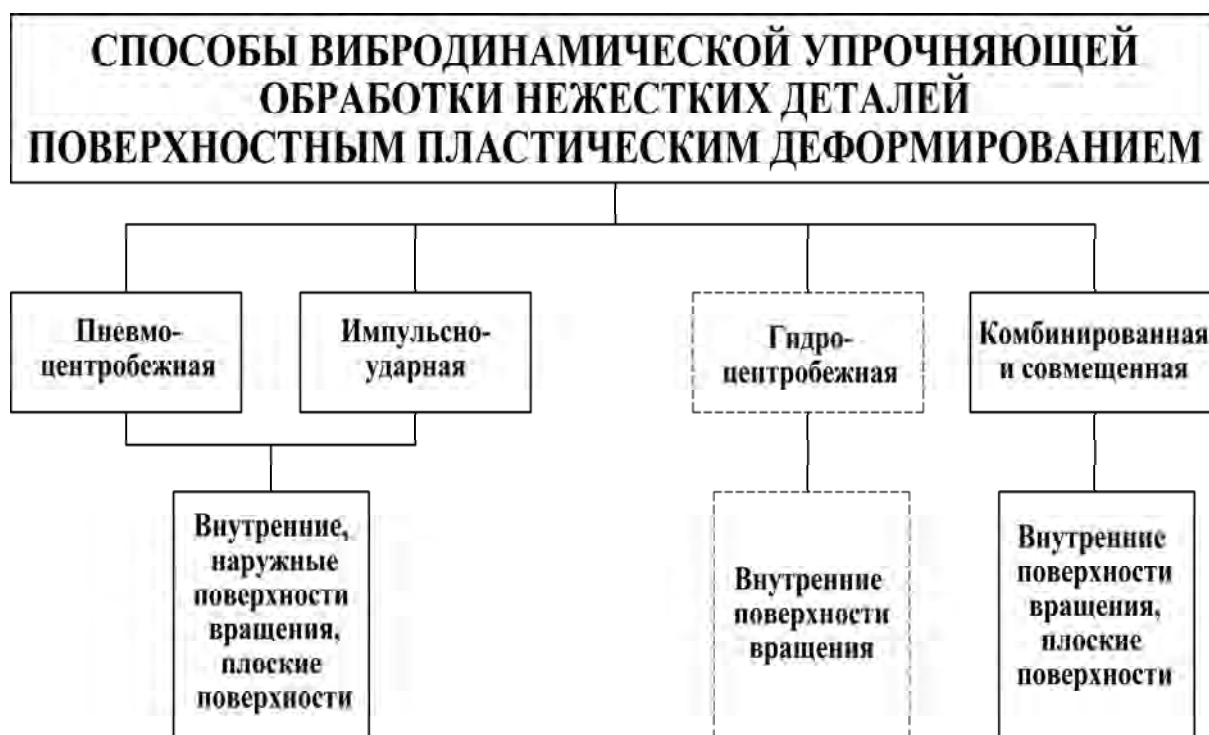 СПОСОБЫ ВИБРОДИНАМИЧЕСКОЙ УПРОЧНЯЮЩЕЙ
ОБРАБОТКИ НЕЖЕСТКИХ ДЕТАЛЕЙ
ПОВЕРХНОСТНЫМ ПЛАСТИЧЕСКИМ ДЕФОРМИРОВАНИЕМ
Пневмо-
центробежная
Импульсно-
ударная
Гидро-
центробежная
Комбинированная
и совмещенная
Внутренние,
наружные
поверхности
вращения,
плоские
поверхности
Внутренние
поверхности
вращения
Внутренние
поверхности
вращения,
плоские
поверхности